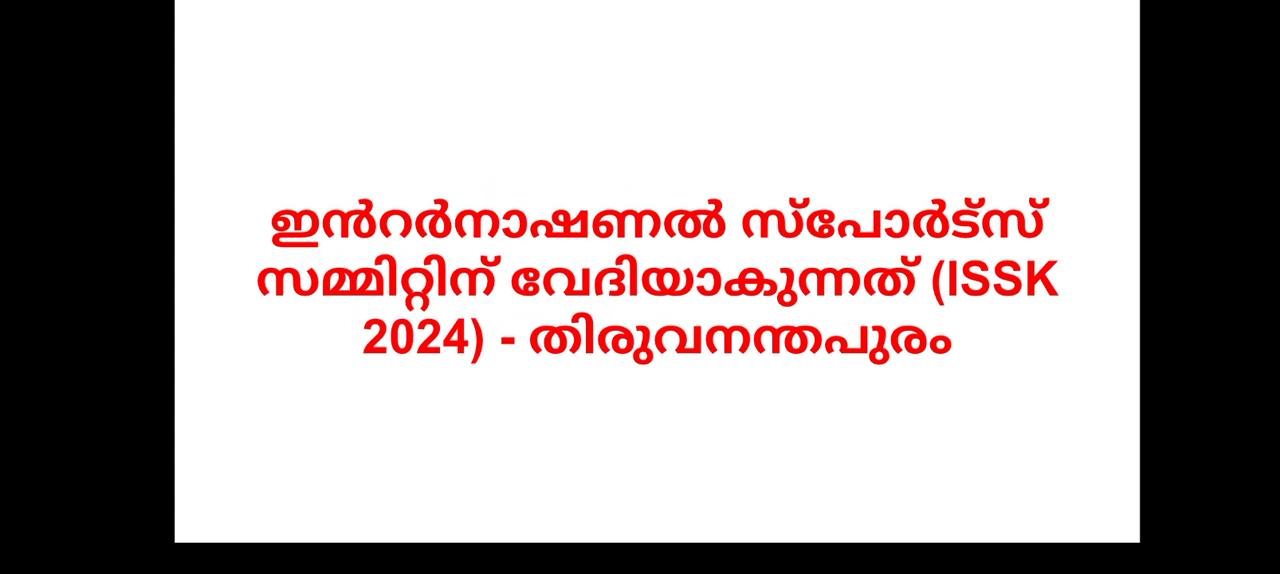 ഇൻറർനാഷണൽ സ്പോർട്സ്
സമ്മിറ്റിന് വേദിയാകുന്നത് (ISSK
2024) - തിരുവനന്തപുരം